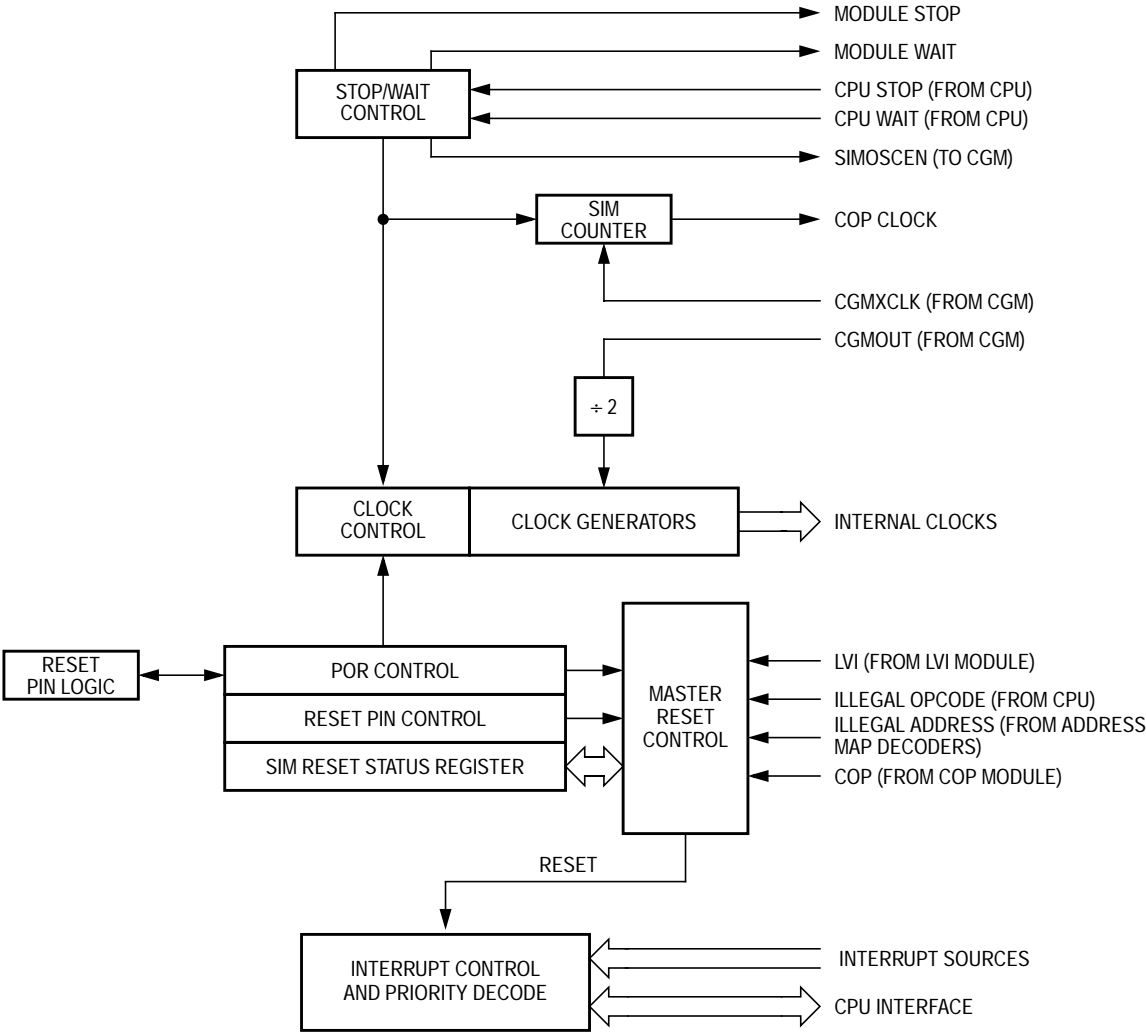 MODULE STOP
MODULE WAIT
STOP/WAIT
CONTROL
CPU STOP (FROM CPU)
CPU WAIT (FROM CPU)
SIMOSCEN (TO CGM)
SIM
COUNTER
COP CLOCK
CGMXCLK (FROM CGM)
CGMOUT (FROM CGM)
÷ 2
CLOCK
CONTROL
CLOCK GENERATORS
INTERNAL CLOCKS
RESET
PIN LOGIC
POR CONTROL
RESET PIN CONTROL
SIM RESET STATUS REGISTER
MASTER
RESET
CONTROL
LVI (FROM LVI MODULE)
ILLEGAL OPCODE (FROM CPU)
ILLEGAL ADDRESS (FROM ADDRESS
MAP DECODERS)
COP (FROM COP MODULE)
RESET
INTERRUPT CONTROL
AND PRIORITY DECODE
INTERRUPT SOURCES
CPU INTERFACE